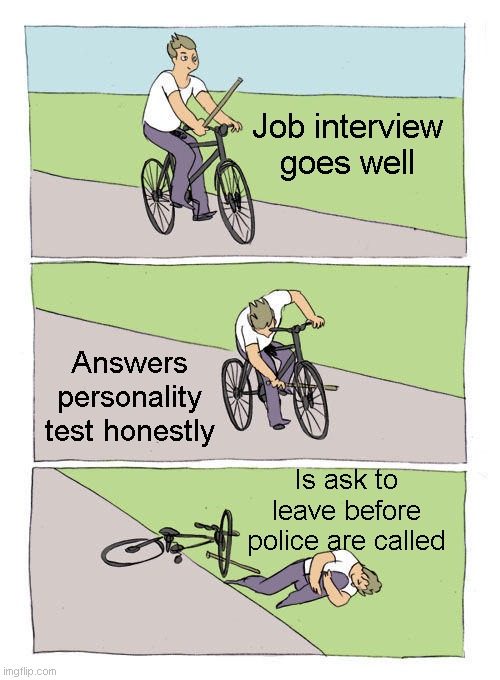 Job interview
goes well
Answers
personality
test honestly
Is ask to
leave before
police are called
imgflip.com